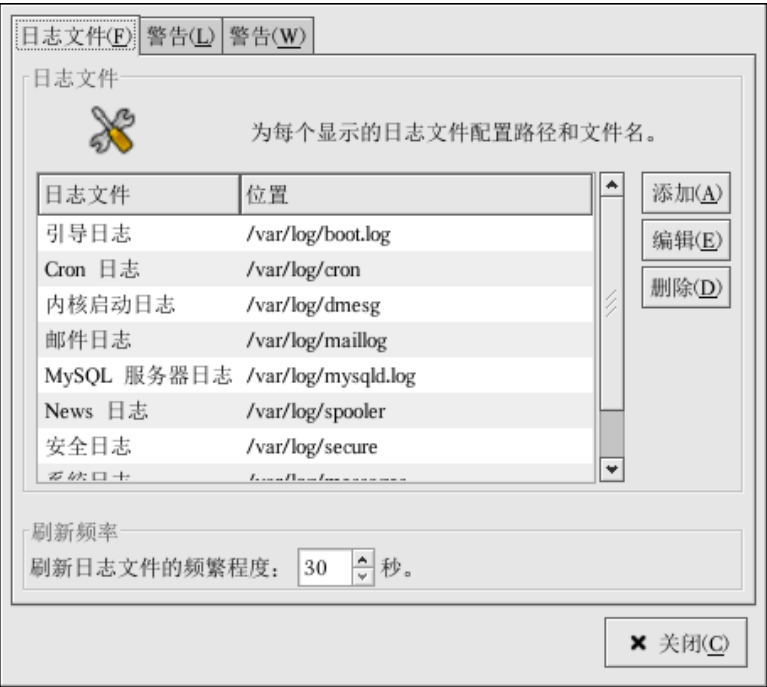 日志文件(F) 警告(L) 警告(W)
日志文件
为每个显示的日志文件配置路径和文件名。
日志文件 位置
引导日志 /var/log/boot.log
Cron 日志 /var/log/cron
内核启动日志 /var/log/dmesg
邮件日志 /var/log/maillog
MySQL 服务器日志 /var/log/mysqld.log
News 日志 /var/log/spooler
安全日志 /var/log/secure
添加(A)
编辑(E)
删除(D)
刷新频率
刷新日志文件的频繁程度： 30 秒。
关闭(C)